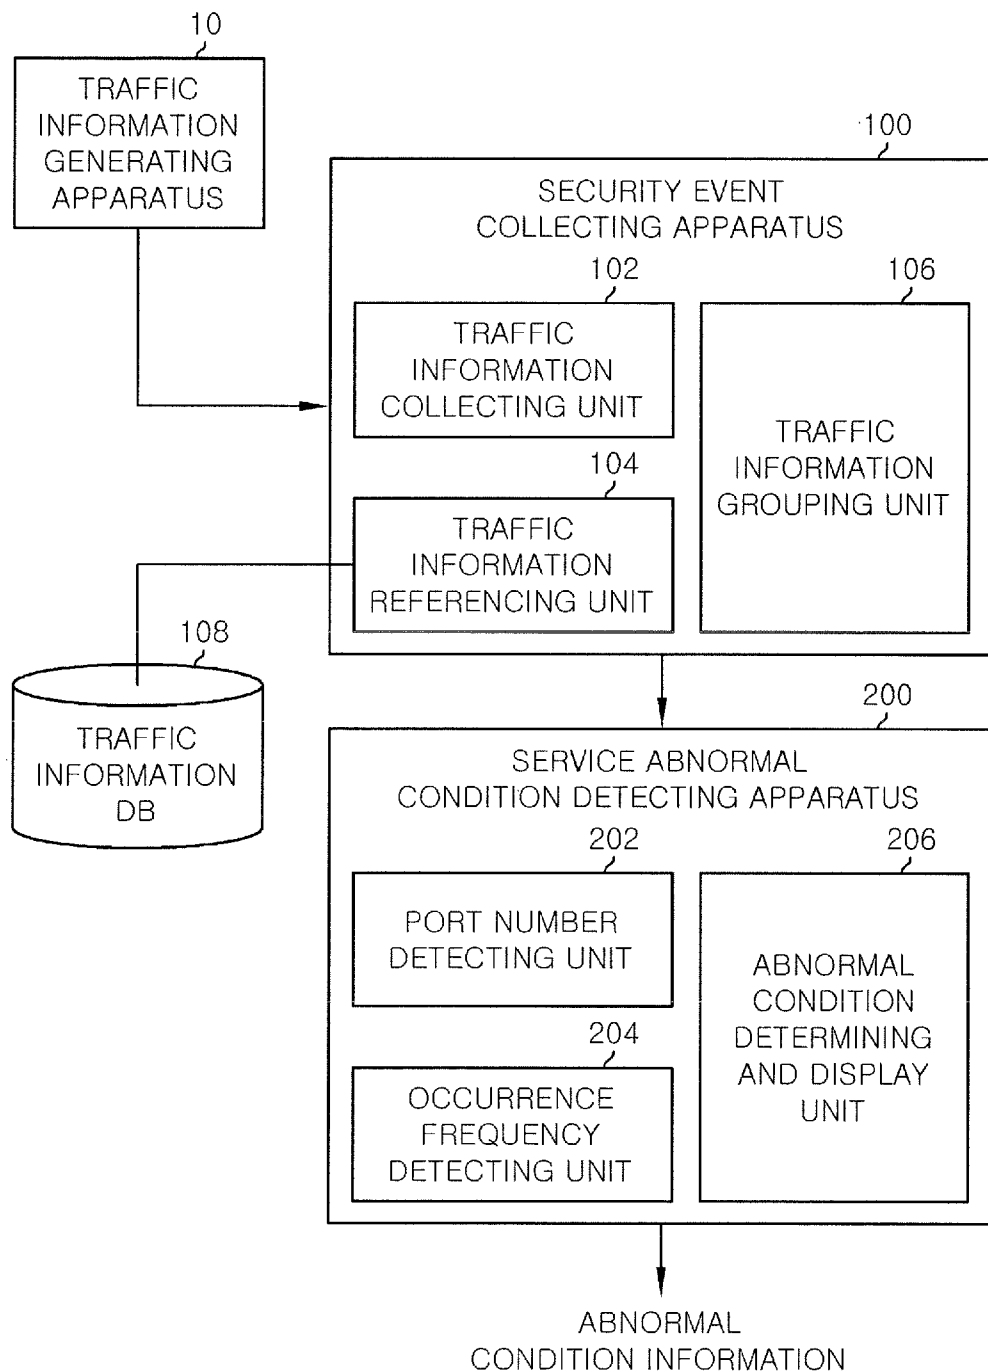 10
TRAFFIC
INFORMATION
GENERATING
APPARATUS
100
SECURITY EVENT
COLLECTING APPARATUS
102
TRAFFIC
INFORMATION
COLLECTING UNIT
106
TRAFFIC
INFORMATION
GROUPING UNIT
104
TRAFFIC
INFORMATION
REFERENCING UNIT
108
TRAFFIC
INFORMATION
DB
200
SERVICE ABNORMAL
CONDITION DETECTING APPARATUS
202
PORT NUMBER
DETECTING UNIT
206
ABNORMAL
CONDITION
DETERMINING
AND DISPLAY
UNIT
204
OCCURRENCE
FREQUENCY
DETECTING UNIT
ABNORMAL
CONDITION INFORMATION